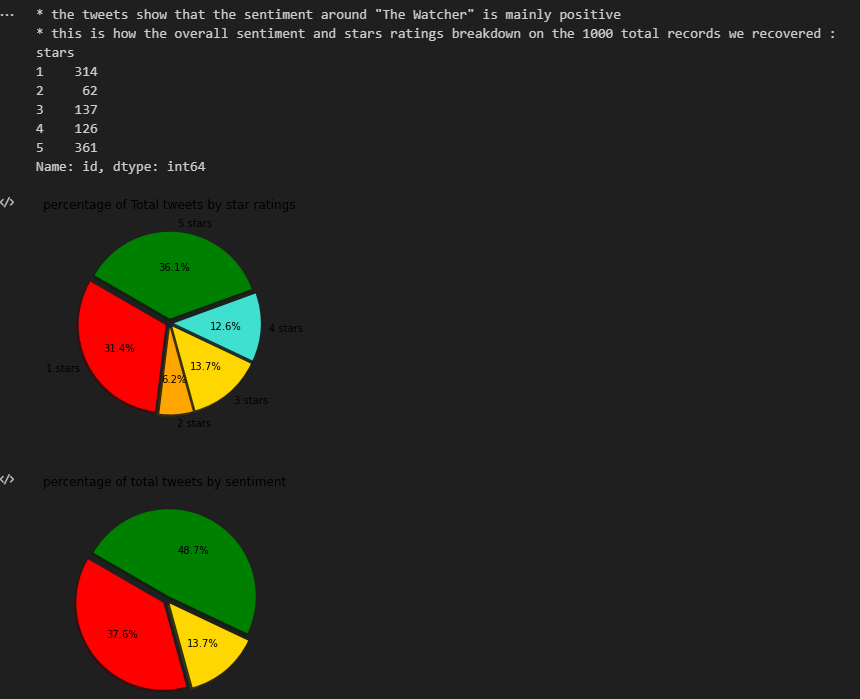 * the tweets show that the sentiment around "The Watcher" is mainly positive
* this is how the overall sentiment and stars ratings breakdown on the 1000 total records we recovered :
stars
1    314
2     62
3    137
4    126
5    361
Name: id, dtype: int64
percentage of Total tweets by star ratings
5 stars
36.1%
12.6%
4 stars
31.4%
13.7%
1 stars
6.2%
3 stars
2 stars
percentage of total tweets by sentiment
48.7%
37.6%
13.7%